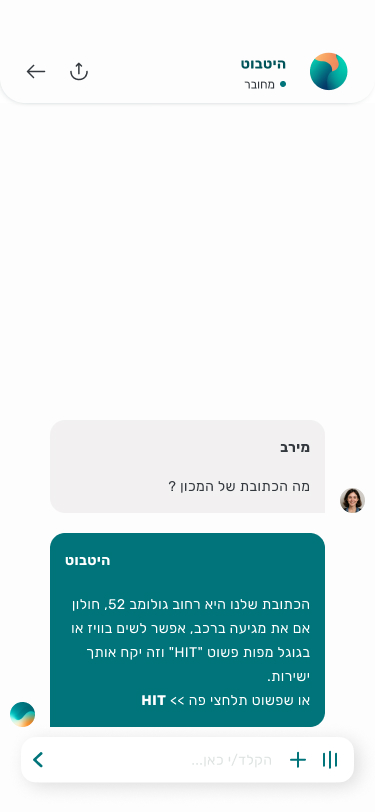 היטבוט
מחובר
מירב
מה הכתובת של המכון ?
היטבוט
הכתובת שלנו היא רחוב גולומב 52, חולון
אם את מגיעה ברכב, אפשר לשים בוויז או
בגוגל מפות פשוט "HIT" וזה יקח אותך
ישירות.
או שפשוט תלחצי פה >> HIT
הקלד/י כאן...